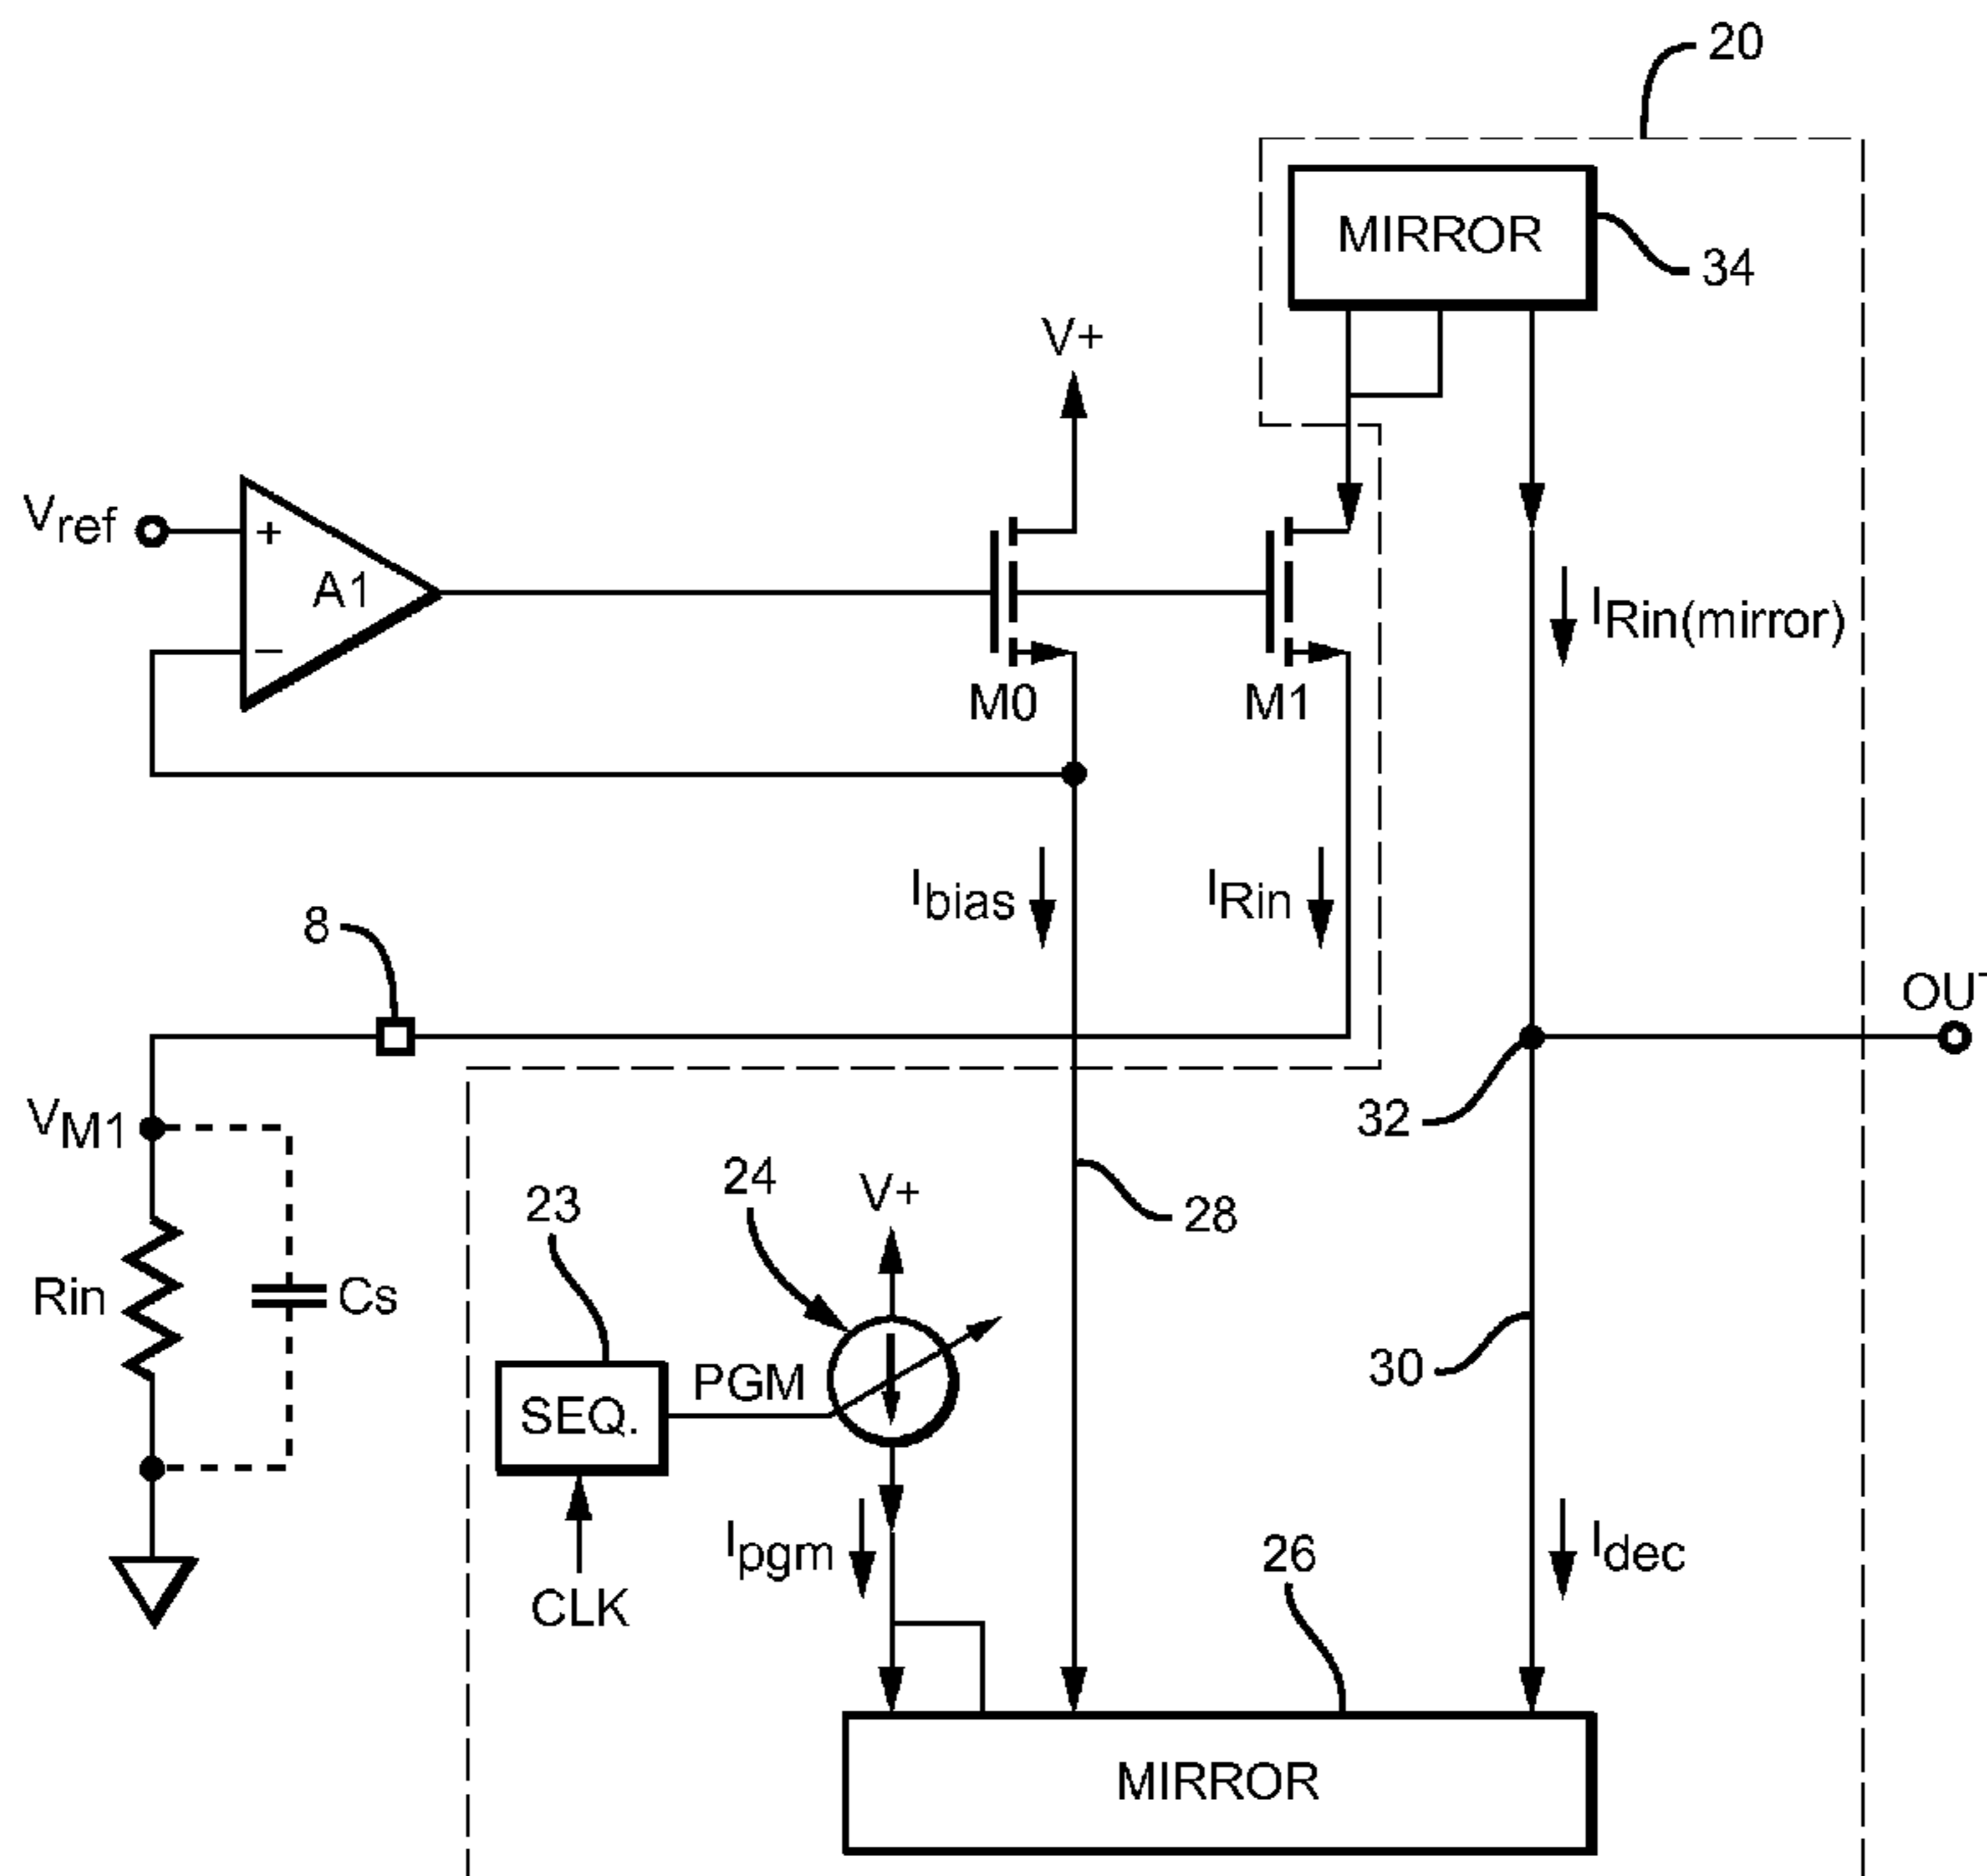 20
MIRROR
34
V+
Vref
+
A1
−
M0
M1
IRin(mirror)
Ibias
IRin
8
OUT
VM1
32
24
V+
23
28
Rin
Cs
PGM
30
SEQ.
Ipgm
26
Idec
CLK
MIRROR